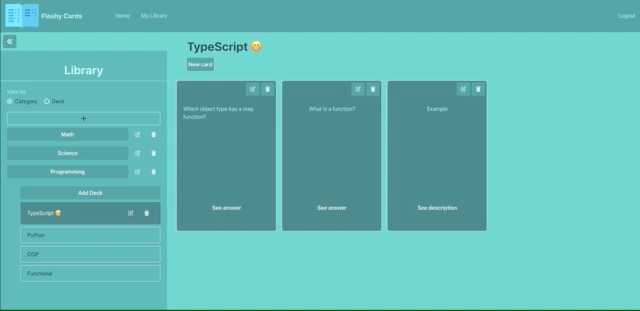 Flashy Cards
Home
My Library
Logout
Library
View by
Category
Deck
+
Math
Science
Programming
Add Deck
TypeScript 😁
Python
OOP
Functional
TypeScript 😁
New card
Which object type has a map
function?
See answer
What is a function?
See answer
Example
See description